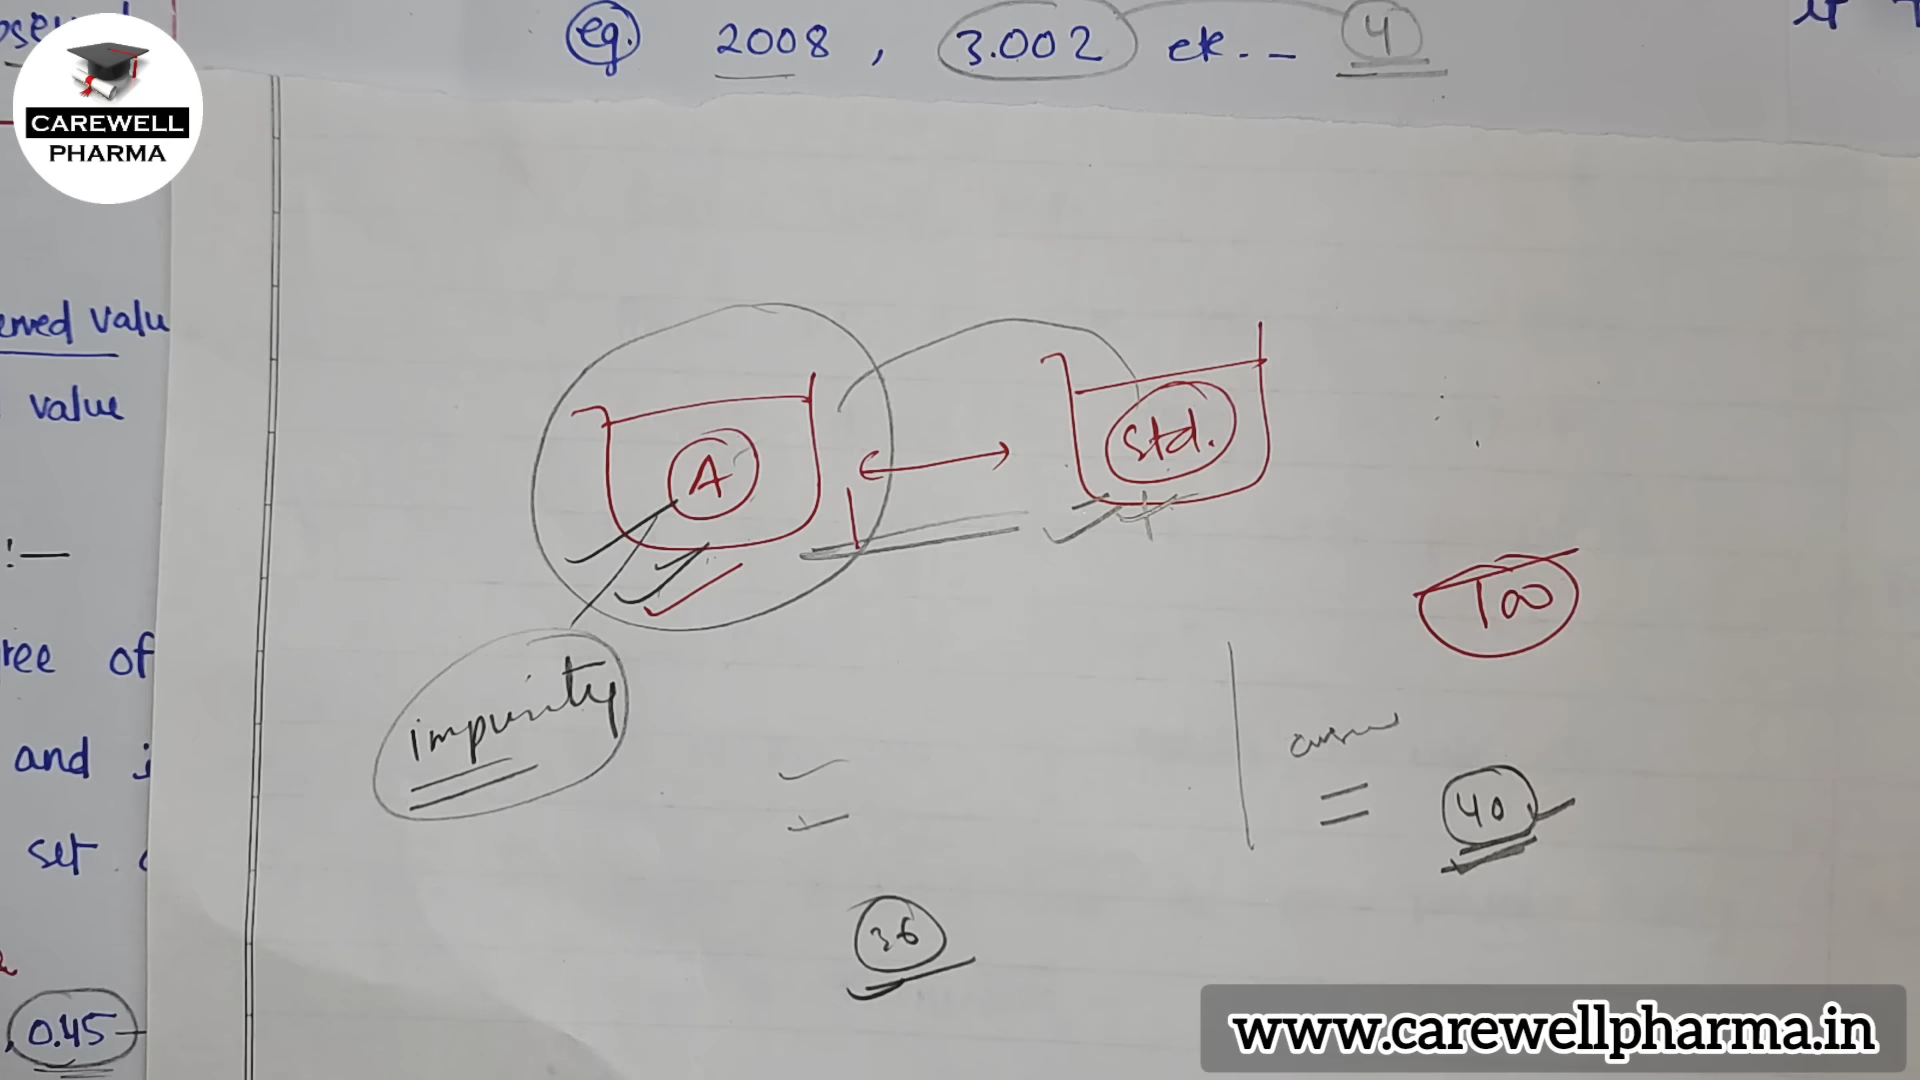 eg. 2008, 3.002 etc.-- 4
CAREWELL
PHARMA
erved valu
value
!—
ree of
and
set
0.45
A
Std.
impurity
100
= 40
36
www.carewellpharma.in